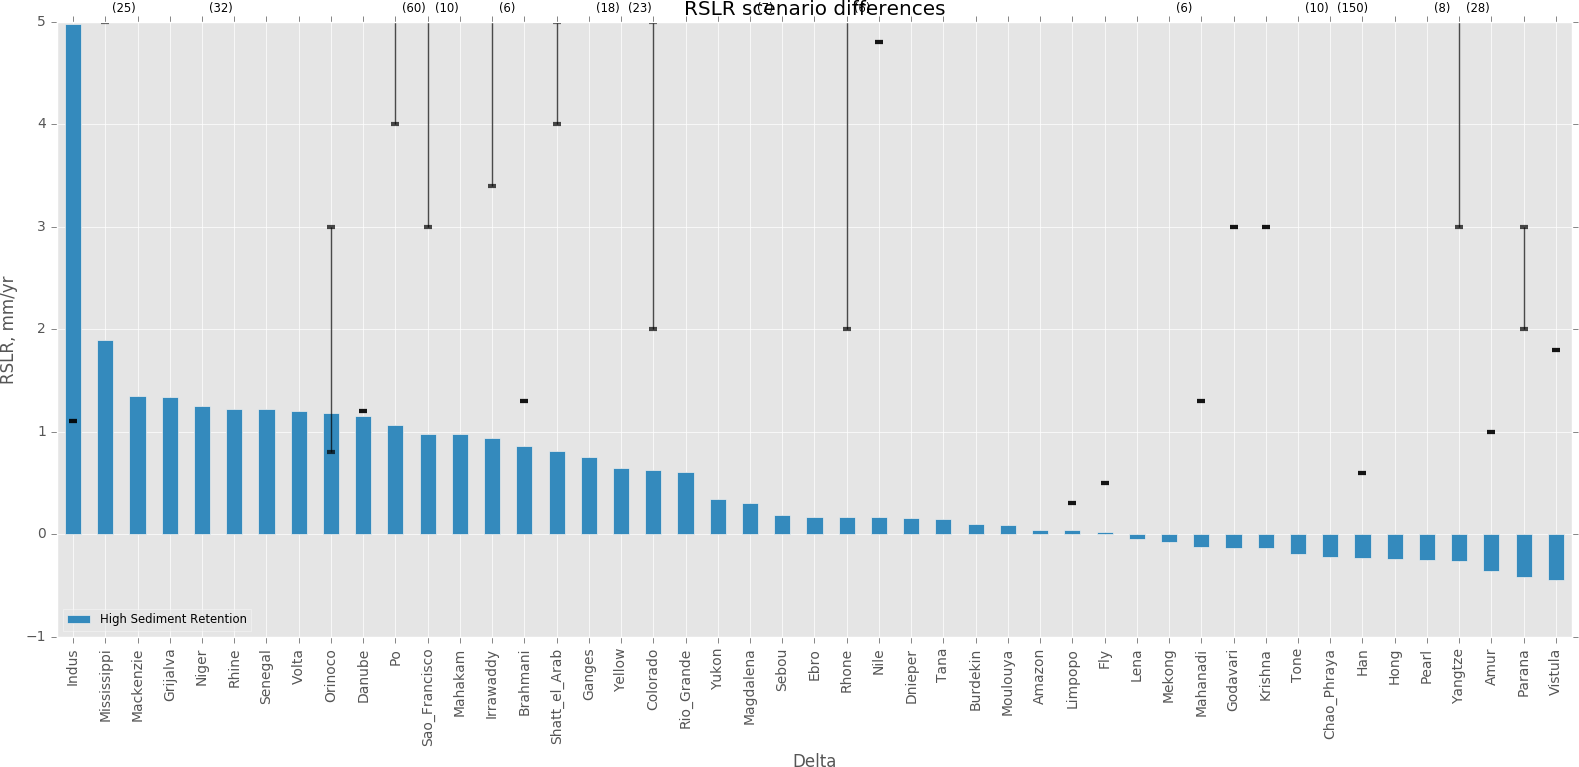 RSLR scenario differences
(25) (32) (60) (10) (6) (18) (23) (7) (6) (6) (10) (150) (8) (28)
RSLR, mm/yr
5
4
3
2
1
0
−1
High Sediment Retention
Indus Mississippi Mackenzie Grijalva Niger Rhine Senegal Volta Orinoco Danube Po Sao_Francisco Mahakam Irrawaddy Brahmani Shatt_el_Arab Ganges Yellow Colorado Rio_Grande Yukon Magdalena Sebou Ebro Rhone Nile Dnieper Tana Burdekin Moulouya Amazon Limpopo Fly Lena Mekong Mahanadi Godavari Krishna Tone Chao_Phraya Han Hong Pearl Yangtze Amur Parana Vistula
Delta